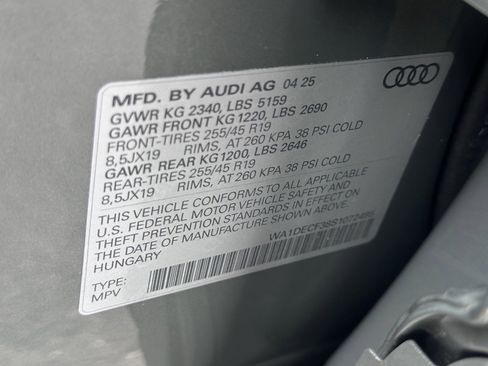 MFD. BY AUDI AG 04 25
GVWR KG 2340, LBS 5159
GAWR FRONT KG 1220, LBS 2690
FRONT-TIRES 255/45 R19
8,5JX19 RIMS, AT 260 KPA 38 PSI COLD
GAWR REAR KG 1200, LBS 2646
REAR-TIRES 255/45 R19
8,5JX19 RIMS, AT 260 KPA 38 PSI COLD
THIS VEHICLE CONFORMS TO ALL APPLICABLE
U.S. FEDERAL MOTOR VEHICLE SAFETY AND
THEFT PREVENTION STANDARDS IN EFFECT ON
THE DATE OF MANUFACTURE SHOWN ABOVE.
HUNGARY
TYPE:
MPV